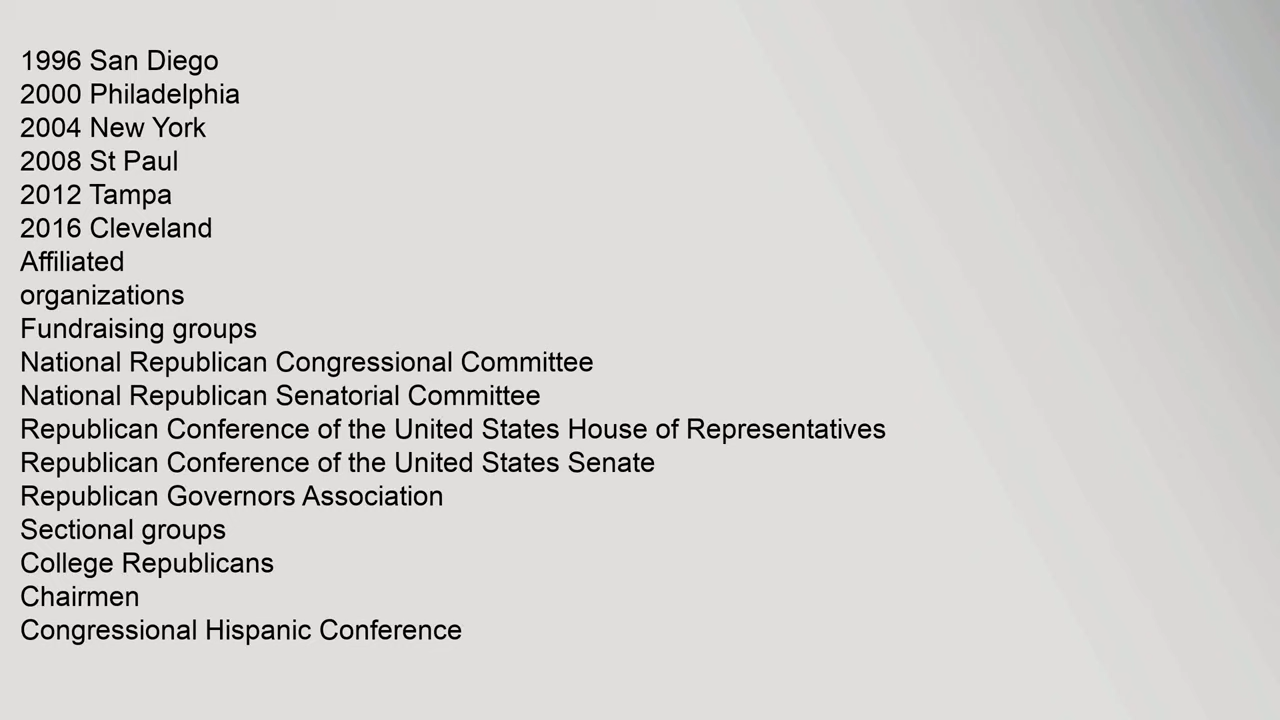 1996 San Diego
2000 Philadelphia
2004 New York
2008 St Paul
2012 Tampa
2016 Cleveland
Affiliated
organizations
Fundraising groups
National Republican Congressional Committee
National Republican Senatorial Committee
Republican Conference of the United States House of Representatives
Republican Conference of the United States Senate
Republican Governors Association
Sectional groups
College Republicans
Chairmen
Congressional Hispanic Conference